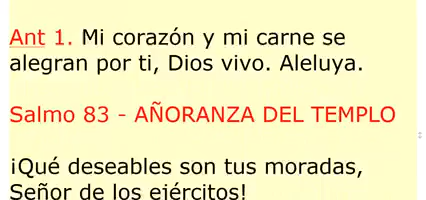 Ant 1. Mi corazón y mi carne se
alegran por ti, Dios vivo. Aleluya.
Salmo 83 - AÑORANZA DEL TEMPLO
¡Qué deseables son tus moradas,
Señor de los ejércitos!